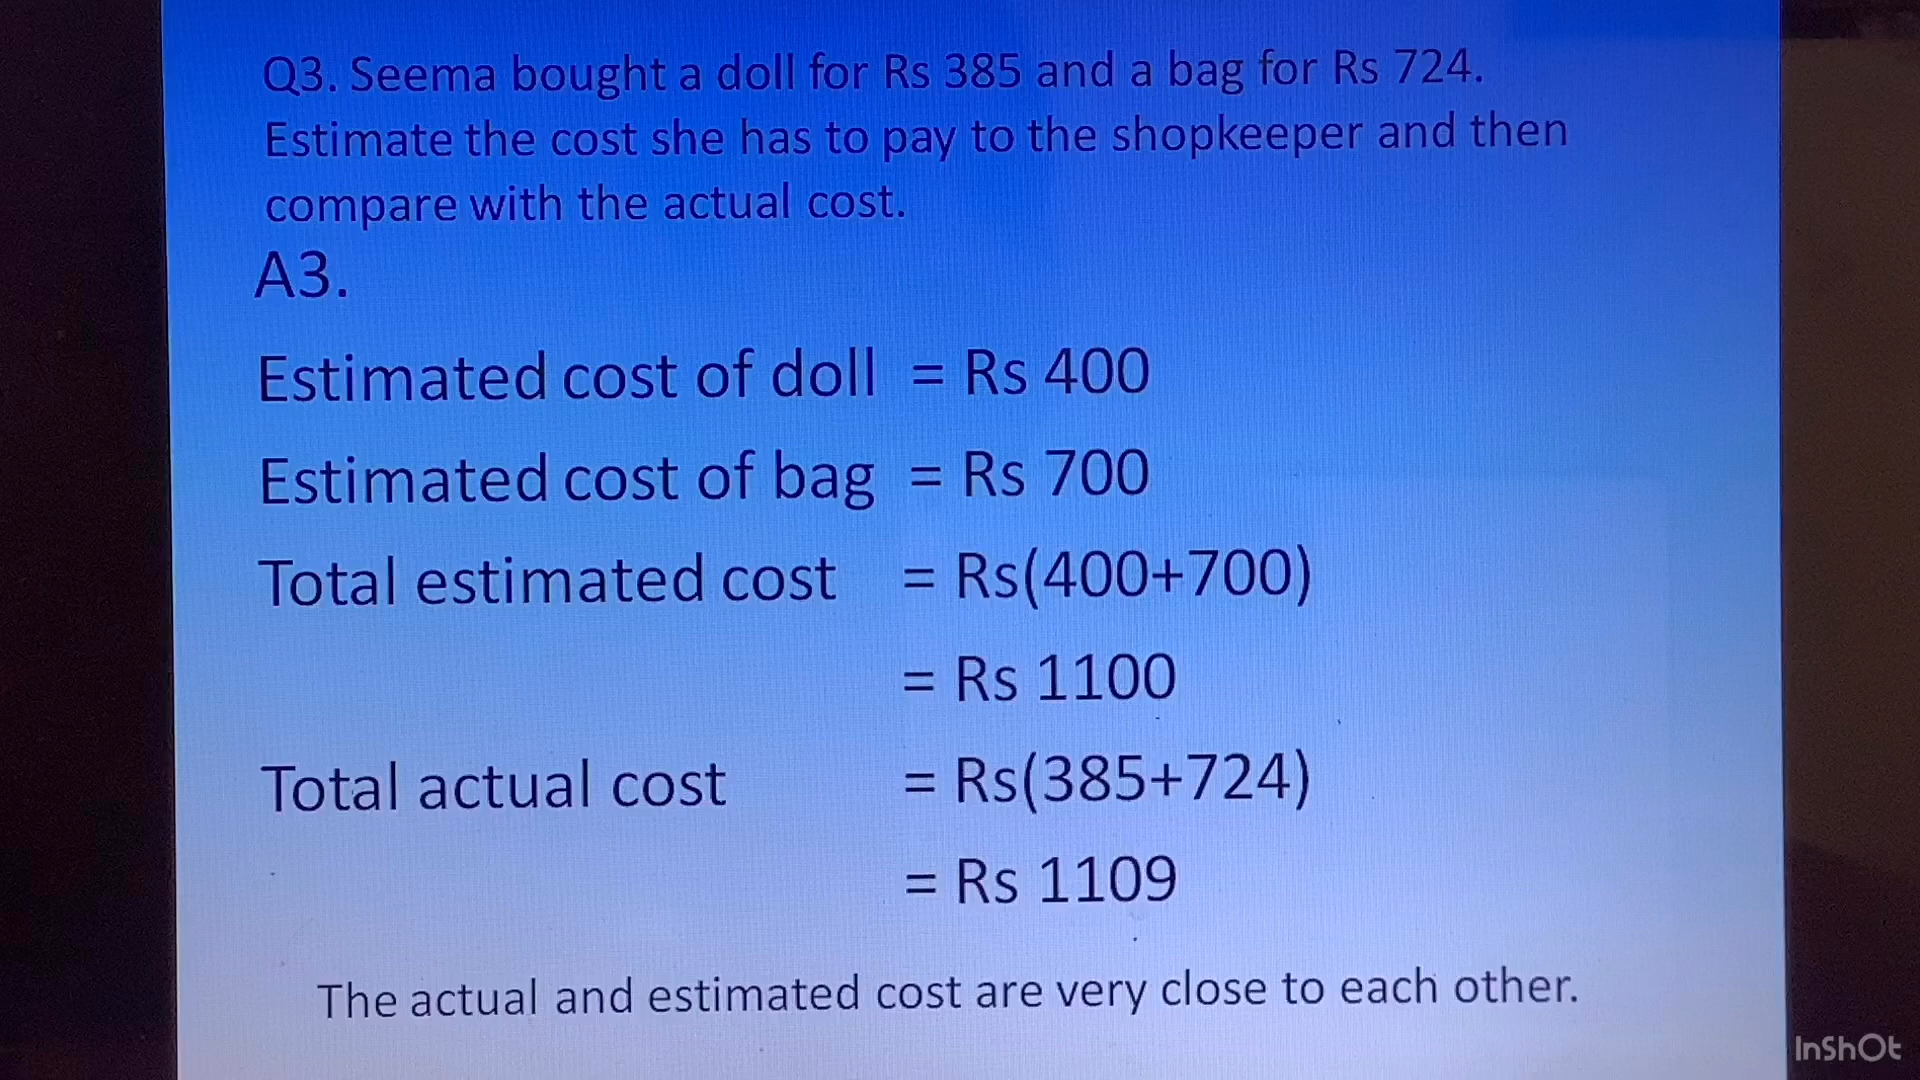 Q3. Seema bought a doll for Rs 385 and a bag for Rs 724.
Estimate the cost she has to pay to the shopkeeper and then
compare with the actual cost.
A3.
Estimated cost of doll = Rs 400
Estimated cost of bag = Rs 700
Total estimated cost = Rs(400+700)
= Rs 1100
Total actual cost = Rs(385+724)
= Rs 1109
The actual and estimated cost are very close to each other.
InShOt